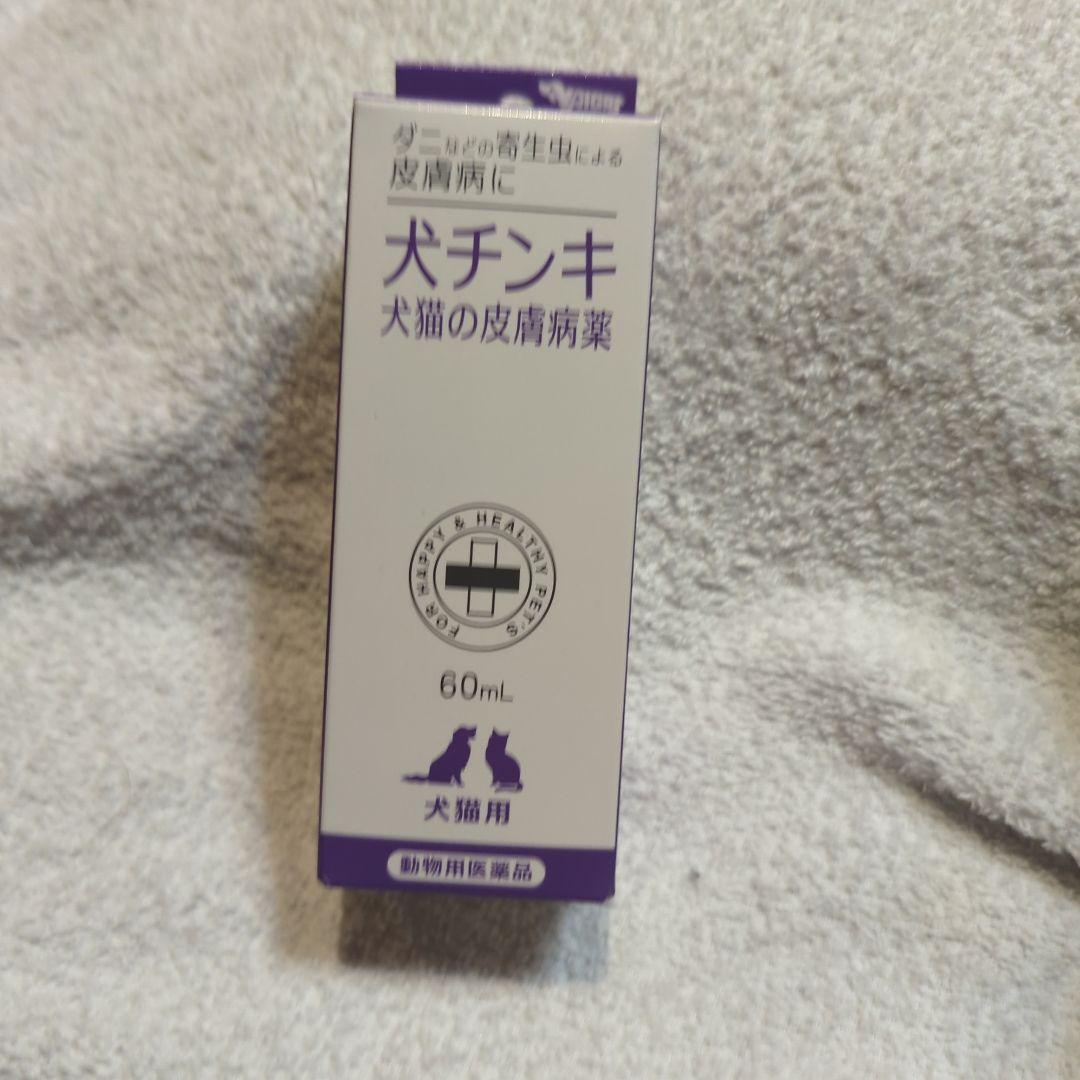 ダニなどの寄生虫による
皮膚病に
犬チンキ
犬猫の皮膚病薬
FOR HAPPY & HEALTHY PET'S
60mL
犬猫用
動物用医薬品